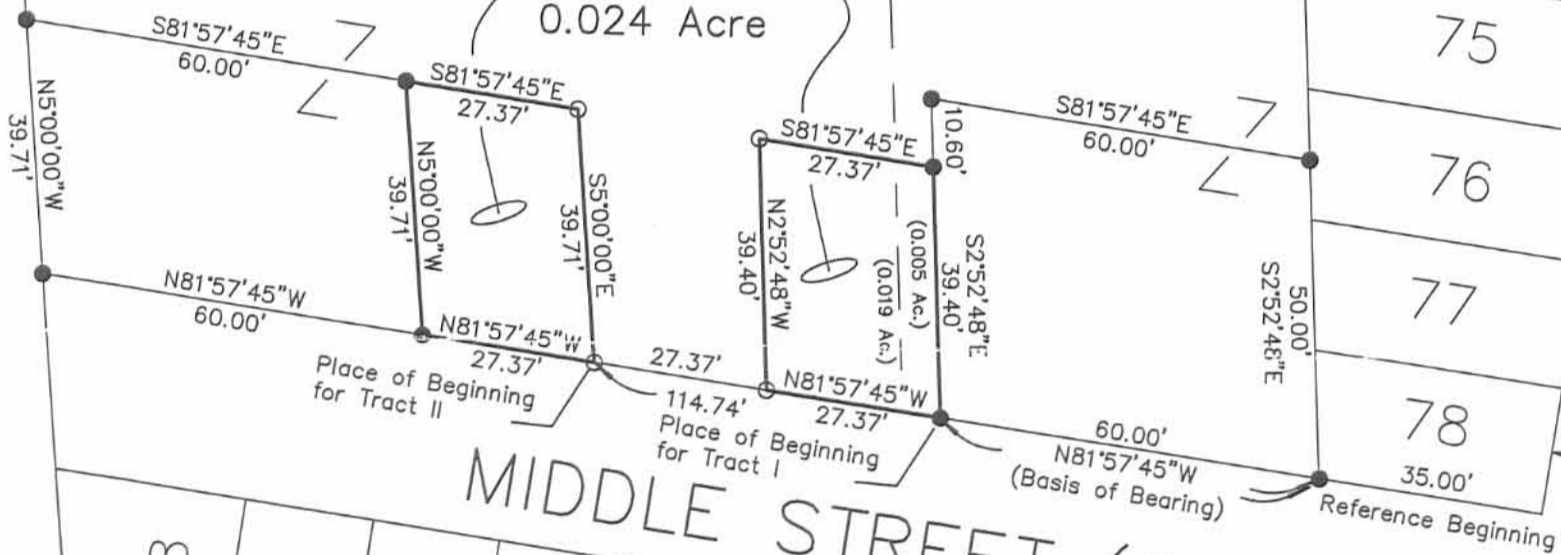 0.024 Acre
75
S81°57'45"E
60.00'
7
7
S81°57'45"E
27.37'
N5°00'00"W
39.71'
N5°00'00"W
39.71'
S5°00'00"E
39.71'
S81°57'45"E
27.37'
10.60'
S81°57'45"E
60.00'
7
7
76
N2°52'48"W
39.40'
(0.005 Ac.)
(0.019 Ac.)
S2°52'48"E
39.40'
50.00'
S2°52'48"E
77
N81°57'45"W
60.00'
N81°57'45"W
27.37'
Place of Beginning
for Tract II
27.37'
114.74'
N81°57'45"W
27.37'
Place of Beginning
for Tract I
60.00'
N81°57'45"W
(Basis of Bearing)
78
35.00'
Reference Beginning
MIDDLE STREET